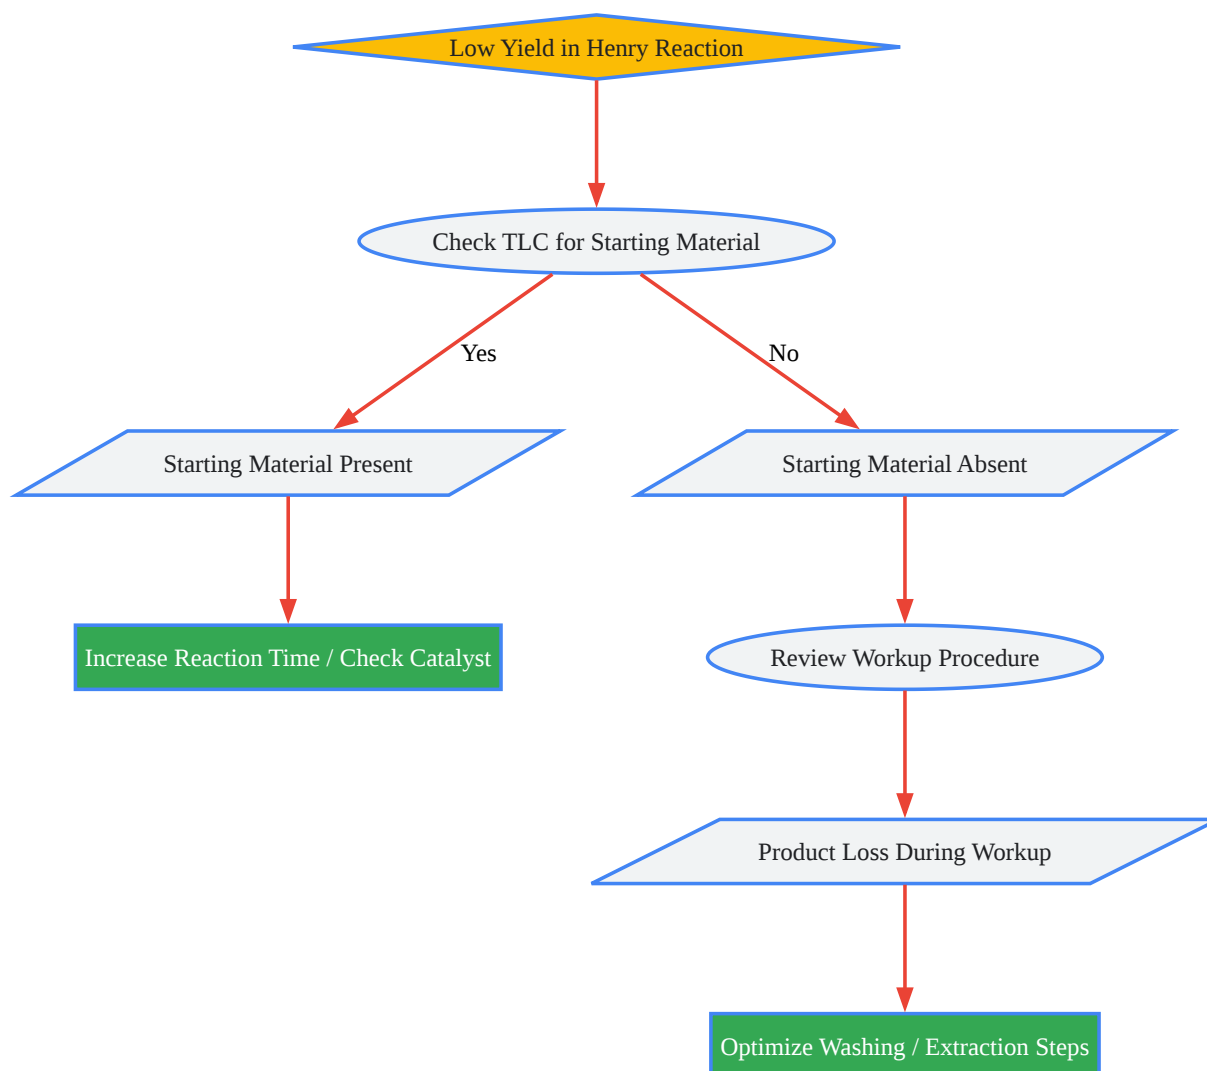 Low Yield in Henry Reaction
Check TLC for Starting Material
Yes
No
Starting Material Present
Starting Material Absent
Increase Reaction Time / Check Catalyst
Review Workup Procedure
Product Loss During Workup
Optimize Washing / Extraction Steps